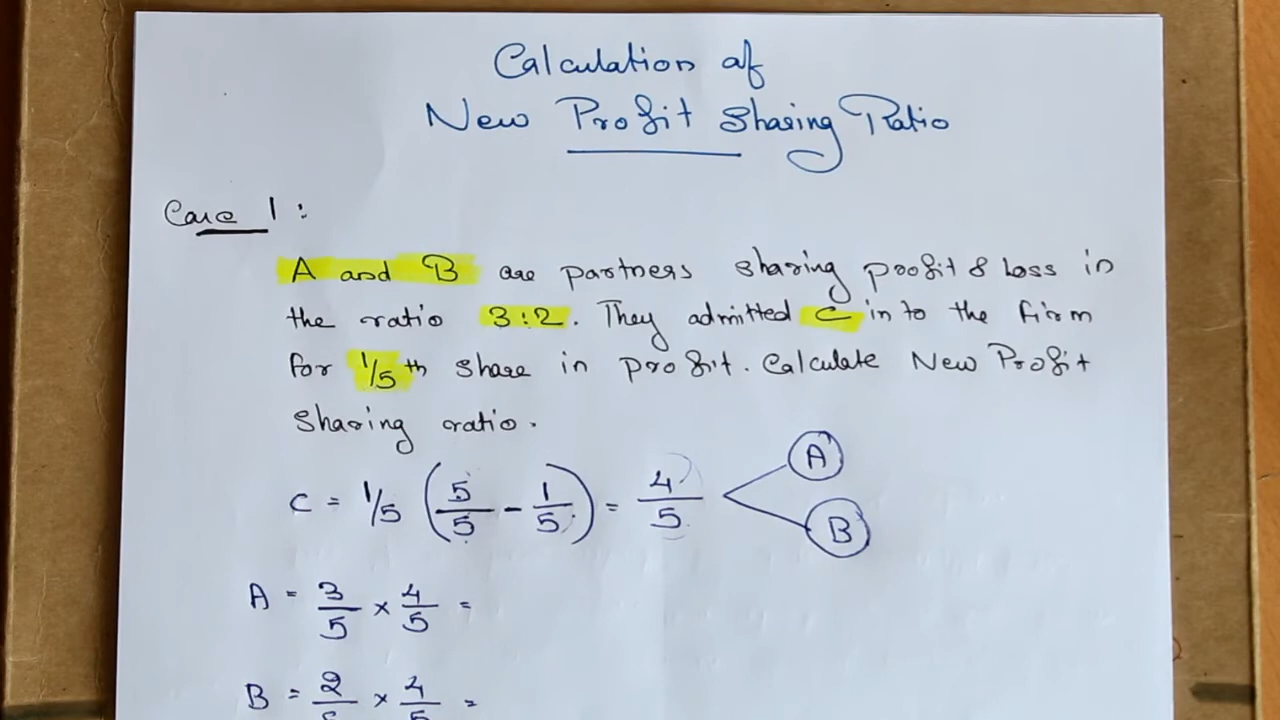 Calculation of
New Profit Sharing Ratio
Case 1:
A and B are partners sharing profit & loss in
the ratio 3:2. They admitted C in to the firm
for 1/5 th share in profit. Calculate New Profit
sharing ratio.
C = 1/5 (5/5 - 1/5) = 4/5 A B
A = 3/5 × 4/5 =
B = 2/5 × 4/5 =